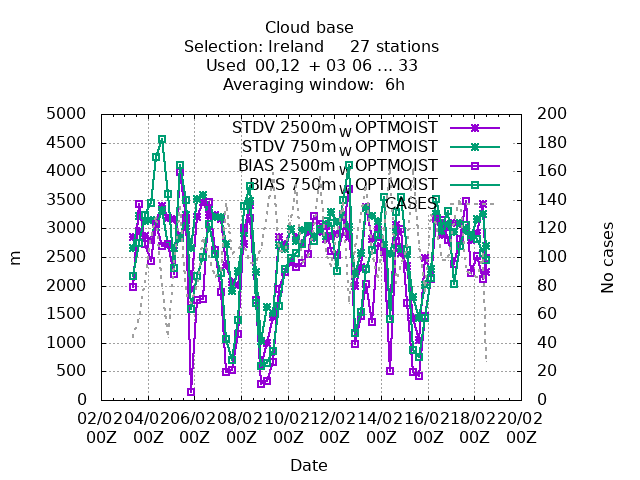 Cloud base
Selection: Ireland 27 stations
Used 00,12 + 03 06 ... 33
Averaging window: 6h
5000 200
4500 180
4000 160
3500 140
3000 120
2500 100
2000 80
1500 60
1000 40
500 20
0 0
STDV 2500m_W OPTMOIST
STDV 750m_W OPTMOIST
BIAS 2500m_W OPTMOIST
BIAS 750m_W OPTMOIST
CASES
m
No cases
02/02 04/02 06/02 08/02 10/02 12/02 14/02 16/02 18/02 20/02
00Z 00Z 00Z 00Z 00Z 00Z 00Z 00Z 00Z 00Z
Date